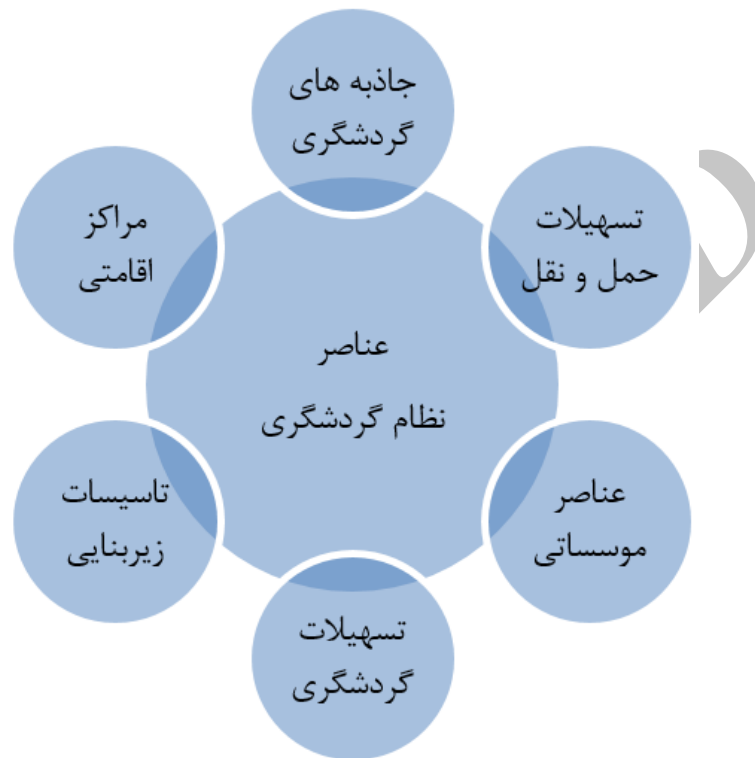 جاذبه های
گردشگری
تسهیلات
حمل و نقل
عناصر
موسساتی
تسهیلات
گردشگری
تاسیسات
زیربنایی
مراکز
اقامتی
عناصر
نظام گردشگری